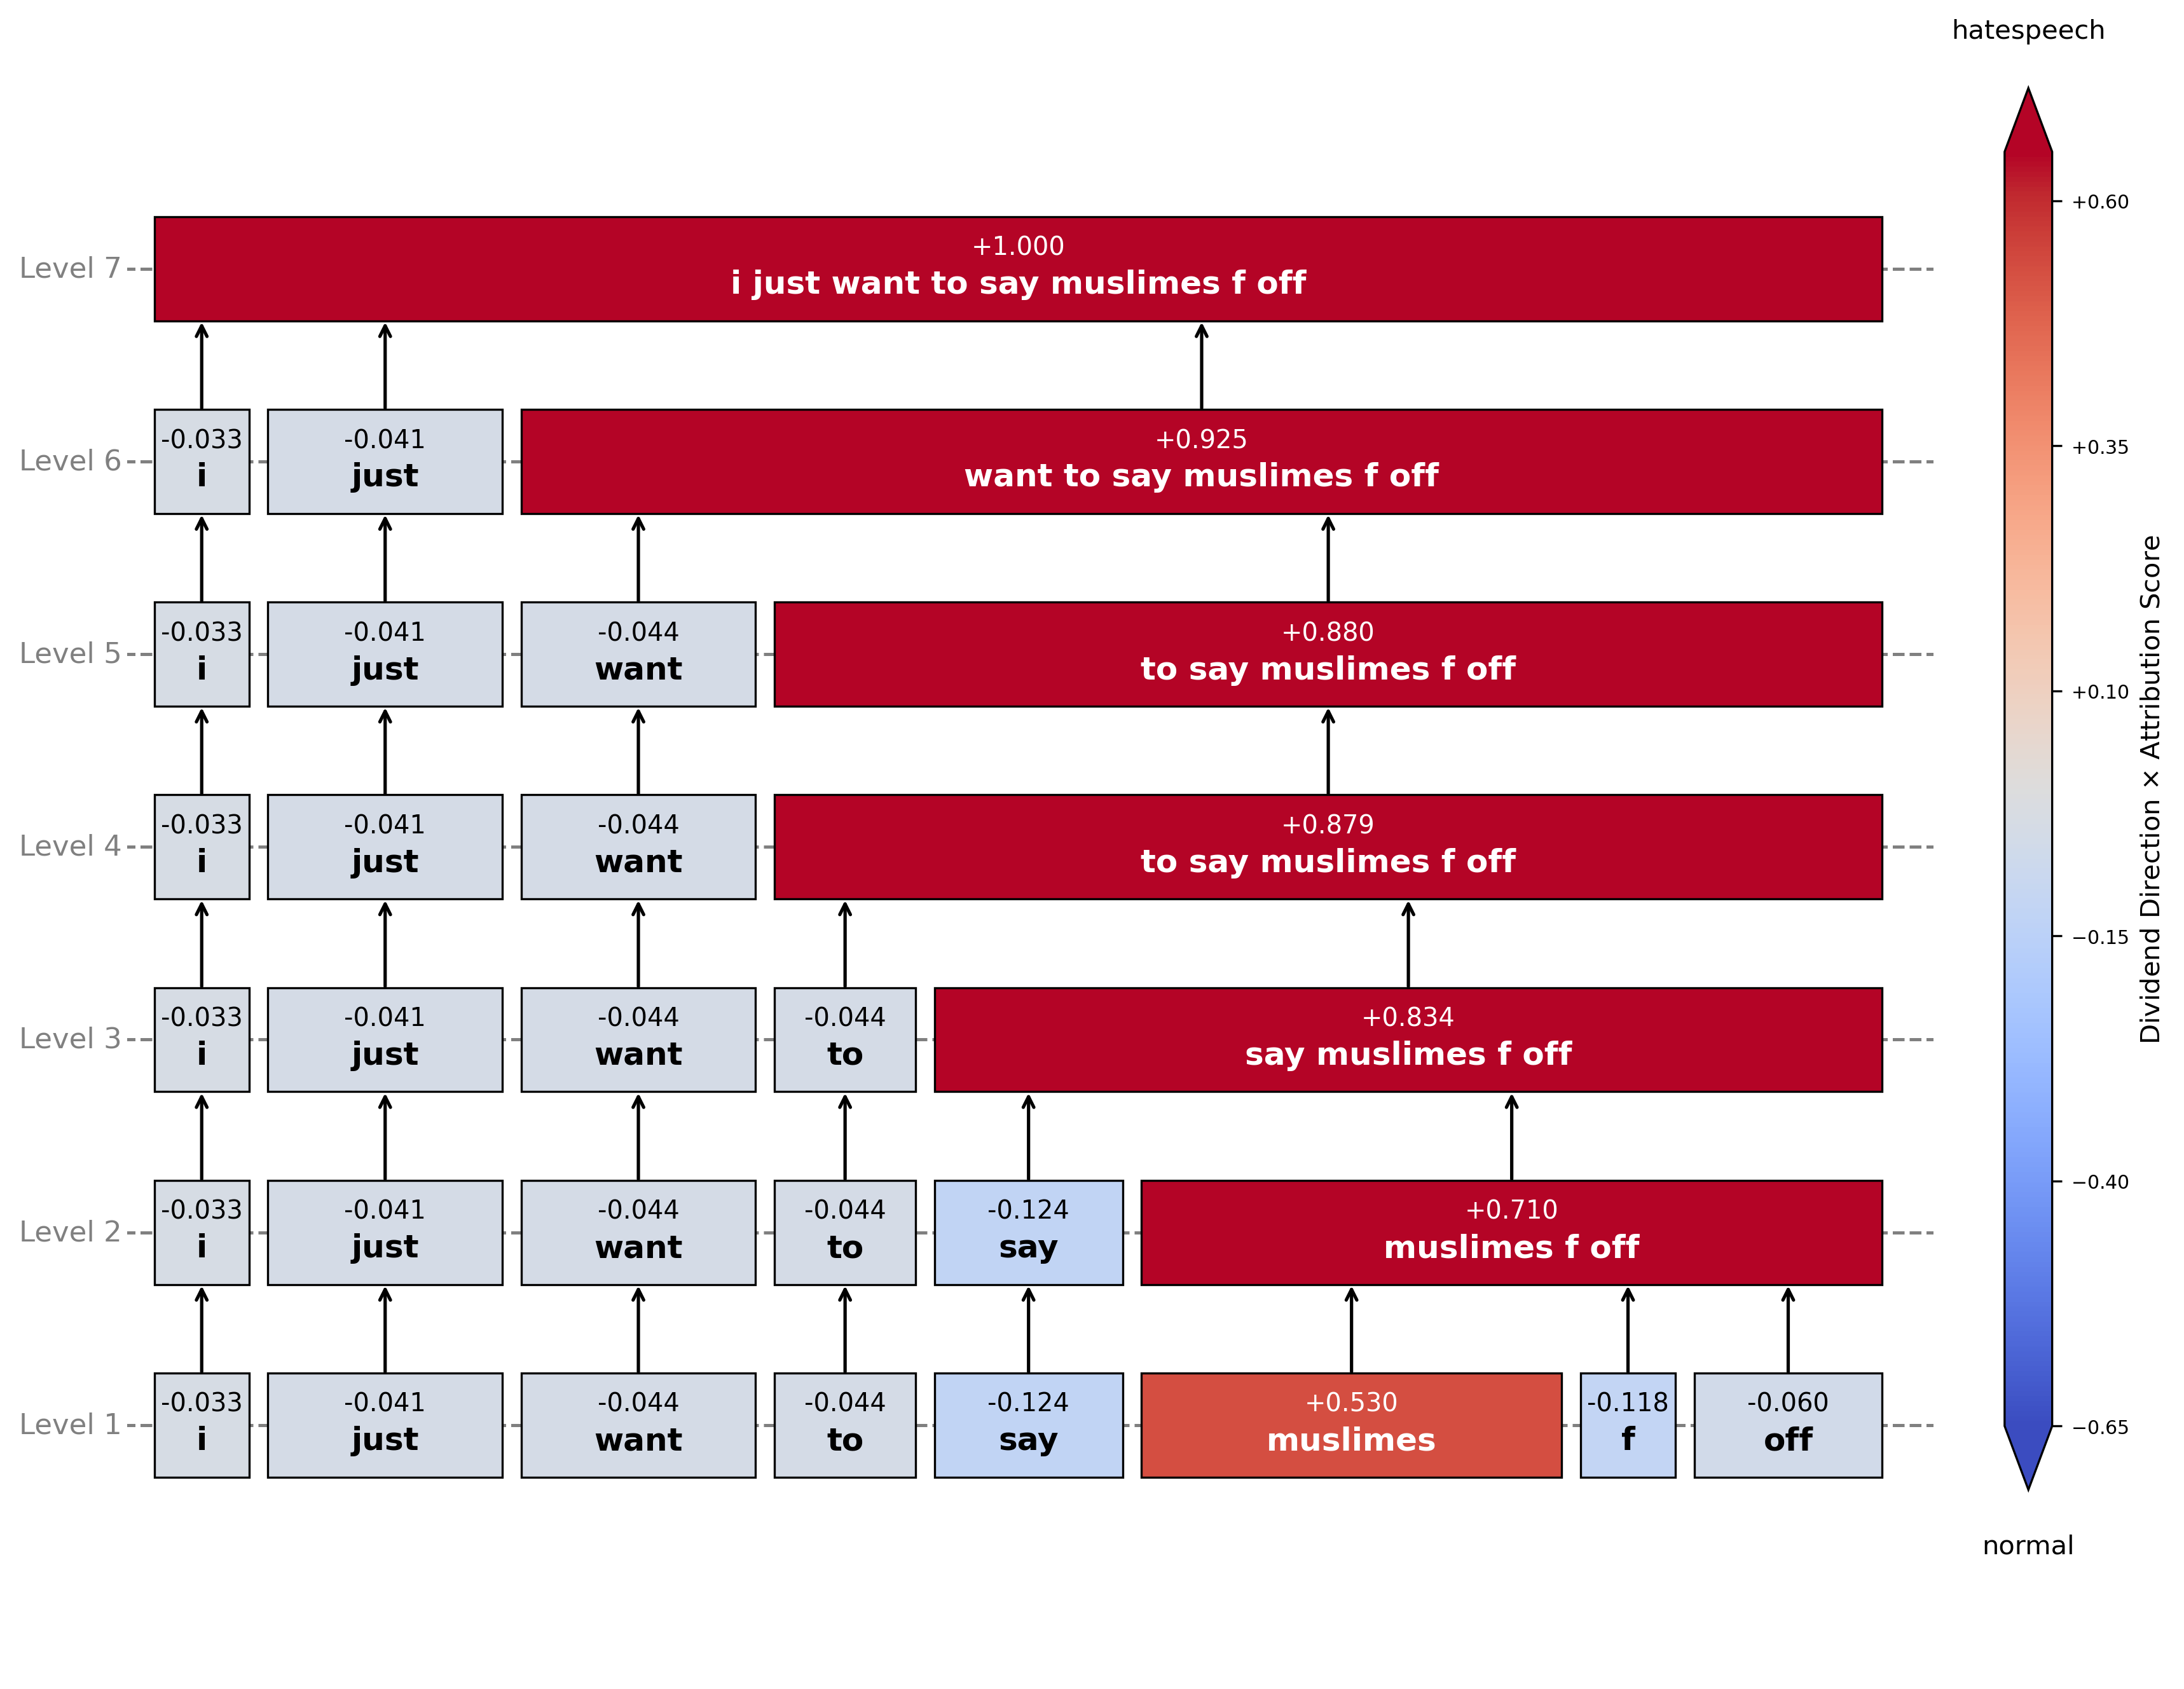 hatespeech
+0.60
+0.35
+0.10
−0.15
−0.40
−0.65
Dividend Direction × Attribution Score
normal
Level 7
+1.000
i just want to say muslimes f off
Level 6
-0.033 -0.041 +0.925
i just want to say muslimes f off
Level 5
-0.033 -0.041 -0.044 +0.880
i just want to say muslimes f off
Level 4
-0.033 -0.041 -0.044 +0.879
i just want to say muslimes f off
Level 3
-0.033 -0.041 -0.044 -0.044 +0.834
i just want to say muslimes f off
Level 2
-0.033 -0.041 -0.044 -0.044 -0.124 +0.710
i just want to say muslimes f off
Level 1
-0.033 -0.041 -0.044 -0.044 -0.124 +0.530 -0.118 -0.060
i just want to say muslimes f off